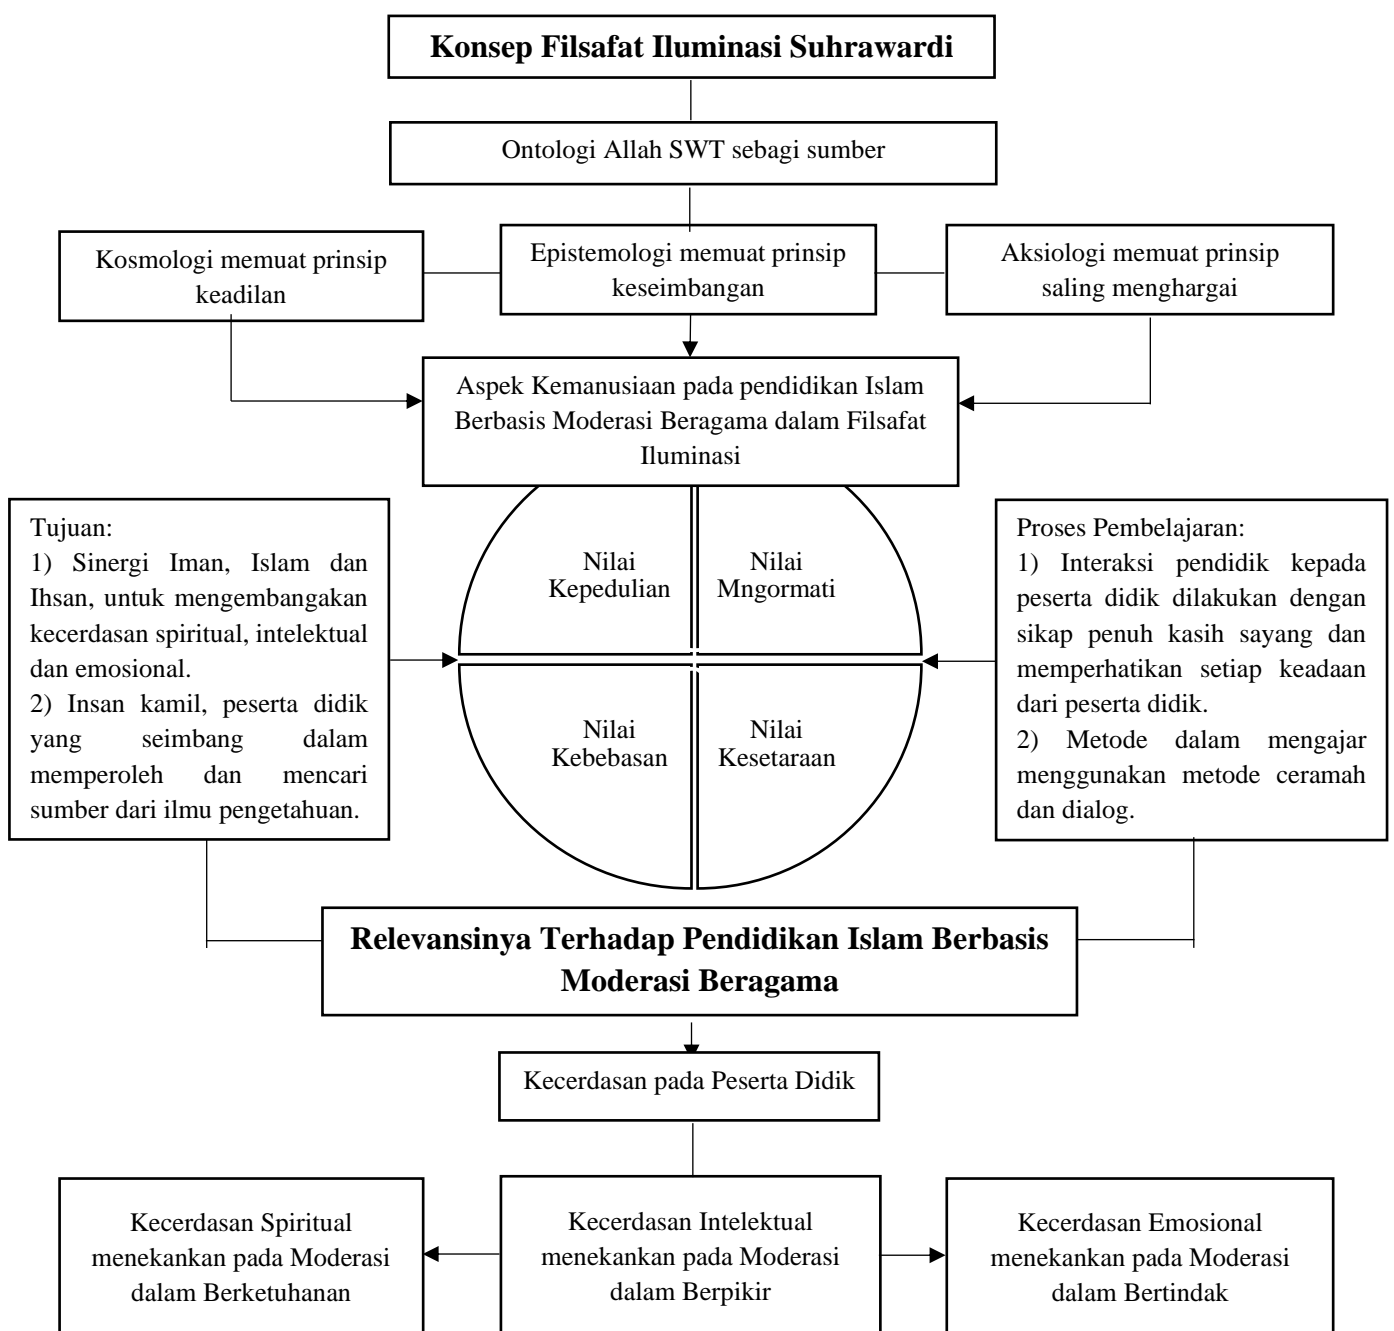 Konsep Filsafat Iluminasi Suhrawardi
Ontologi Allah SWT sebagi sumber
Kosmologi memuat prinsip
keadilan
Epistemologi memuat prinsip
keseimbangan
Aksiologi memuat prinsip
saling menghargai
Aspek Kemanusiaan pada pendidikan Islam
Berbasis Moderasi Beragama dalam Filsafat
Iluminasi
Tujuan:
1) Sinergi Iman, Islam dan
Ihsan, untuk mengembangakan
kecerdasan spiritual, intelektual
dan emosional.
2) Insan kamil, peserta didik
yang seimbang dalam
memperoleh dan mencari
sumber dari ilmu pengetahuan.
Nilai
Kepedulian
Nilai
Mngormati
Nilai
Kebebasan
Nilai
Kesetaraan
Proses Pembelajaran:
1) Interaksi pendidik kepada
peserta didik dilakukan dengan
sikap penuh kasih sayang dan
memperhatikan setiap keadaan
dari peserta didik.
2) Metode dalam mengajar
menggunakan metode ceramah
dan dialog.
Relevansinya Terhadap Pendidikan Islam Berbasis
Moderasi Beragama
Kecerdasan pada Peserta Didik
Kecerdasan Spiritual
menekankan pada Moderasi
dalam Berketuhanan
Kecerdasan Intelektual
menekankan pada Moderasi
dalam Berpikir
Kecerdasan Emosional
menekankan pada Moderasi
dalam Bertindak